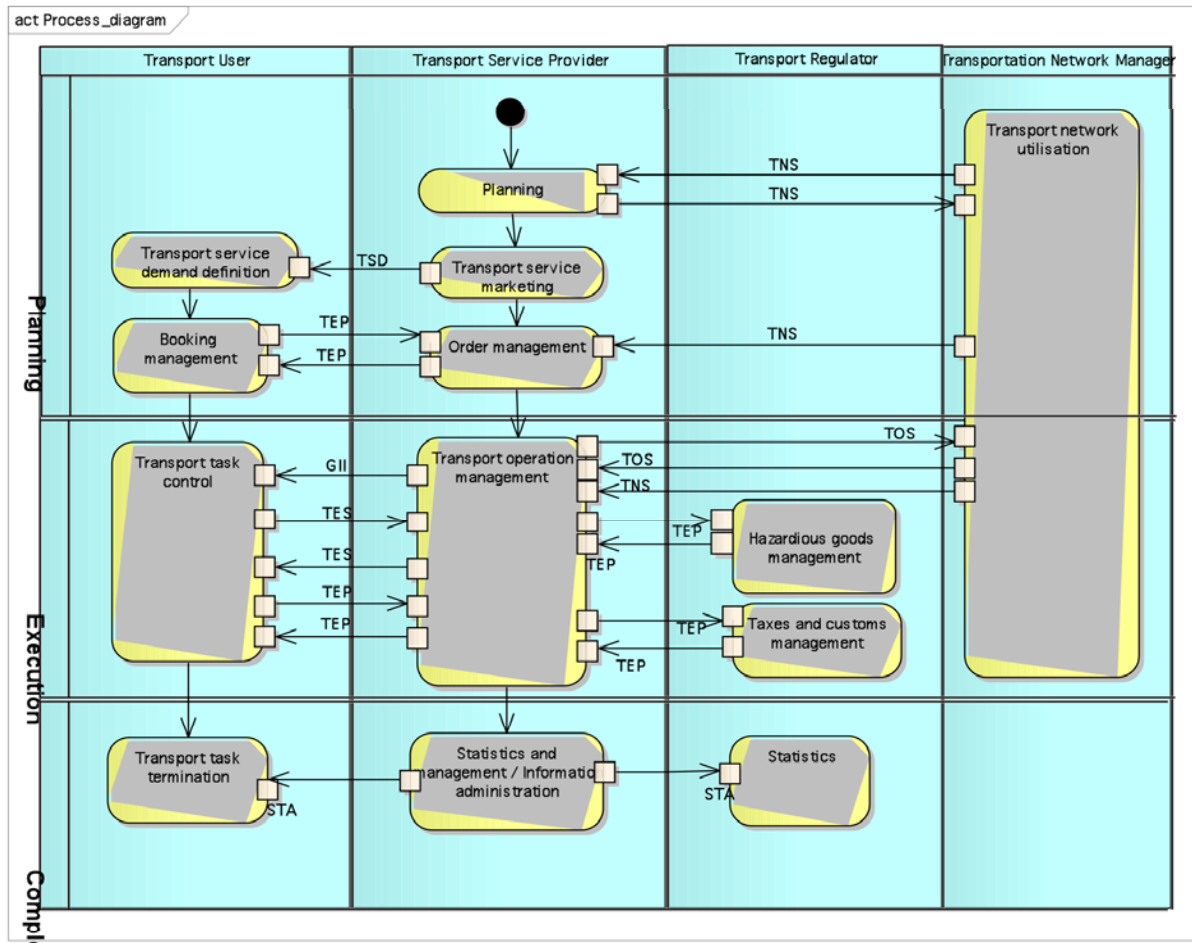 act Process_diagram
Transport User
Transport Service Provider
Transport Regulator
Transportation Network Manager
Transport network
utilisation
TNS
Planning
TNS
Transport service
demand definition
TSD
Transport service
marketing
Planning
TEP
Booking
management
TEP
Order management
TNS
TOS
Transport task
control
GII
Transport operation
management
TOS
TNS
TES
TEP
Hazardious goods
management
TES
TEP
TEP
TEP
Taxes and customs
management
TEP
TEP
Execution
Transport task
termination
STA
Statistics and
management / Informatio
administration
Statistics
STA
Comple